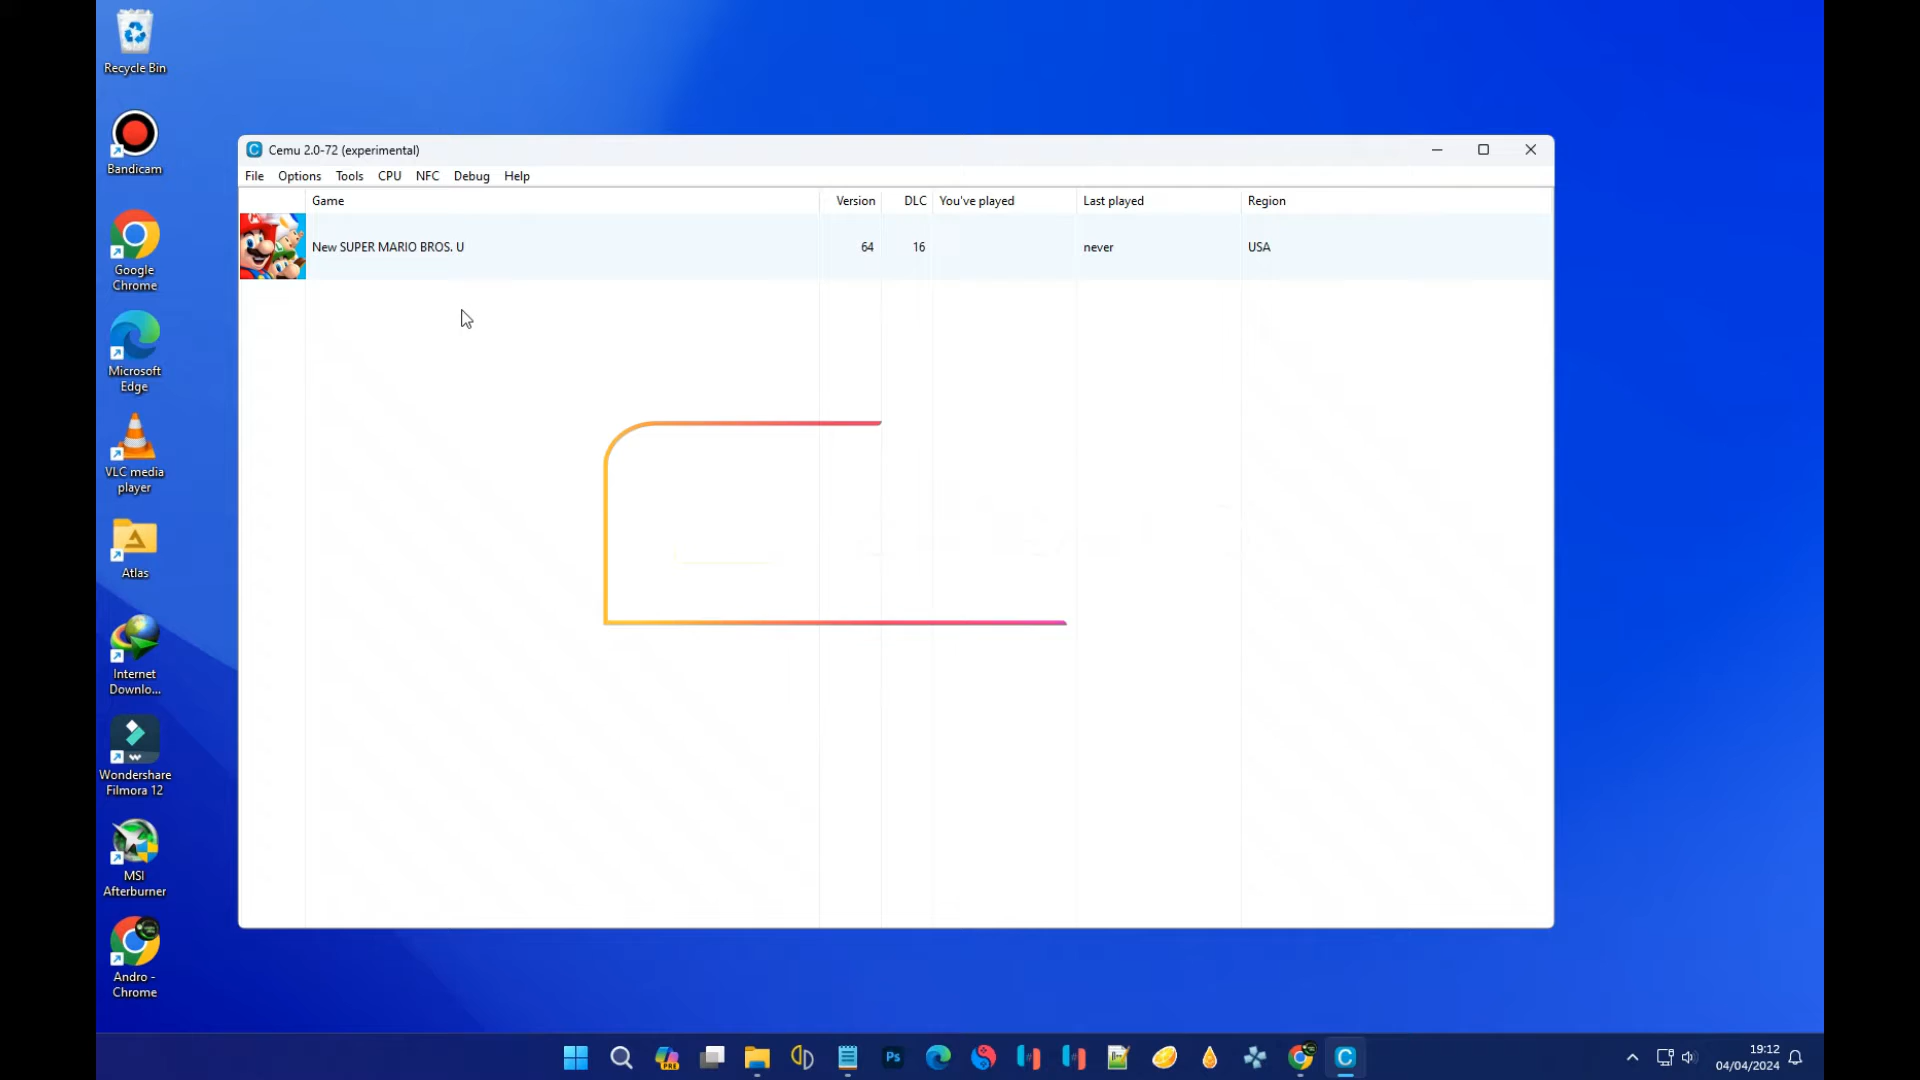 Recycle Bin
Bandicam
Google
Chrome
Microsoft
Edge
VLC media
player
Atlas
Internet
Downlo...
Wondershare
Filmora 12
MSI
Afterburner
Andro -
Chrome
C Cemu 2.0-72 (experimental)
File Options Tools CPU NFC Debug Help
Game Version DLC You've played Last played Region
New SUPER MARIO BROS. U 64 16 never USA
PRE
Ps
C
19:12
04/04/2024